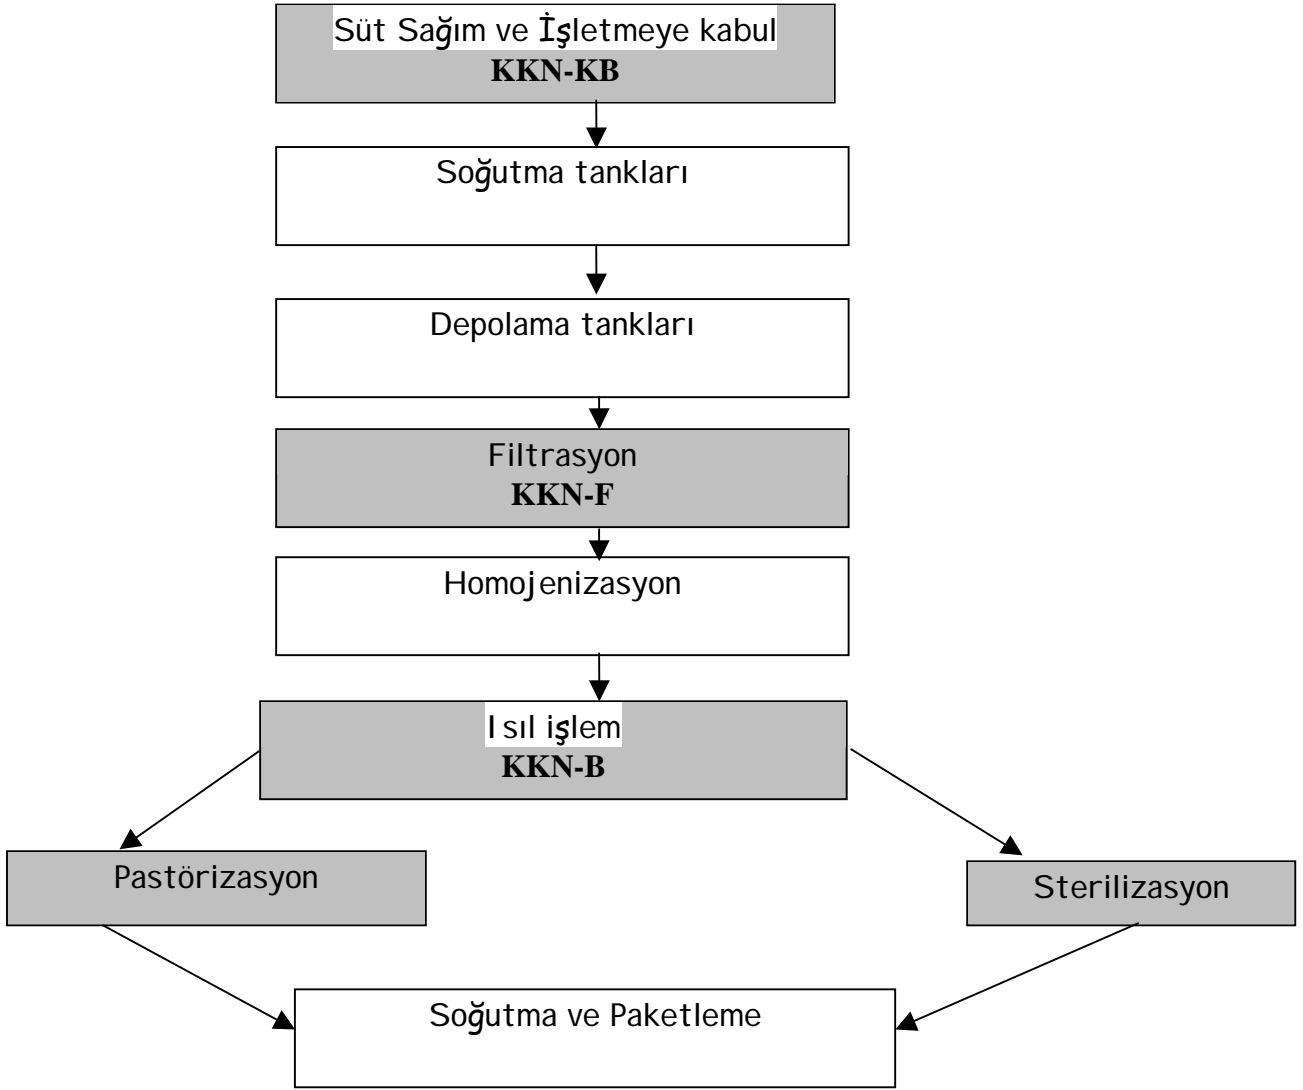 Süt Sağım ve İşletmeye kabul
KKN-KB
Soğutma tankları
Depolama tankları
Filtrasyon
KKN-F
Homojenizasyon
Isıl işlem
KKN-B
Pastörizasyon
Sterilizasyon
Soğutma ve Paketleme